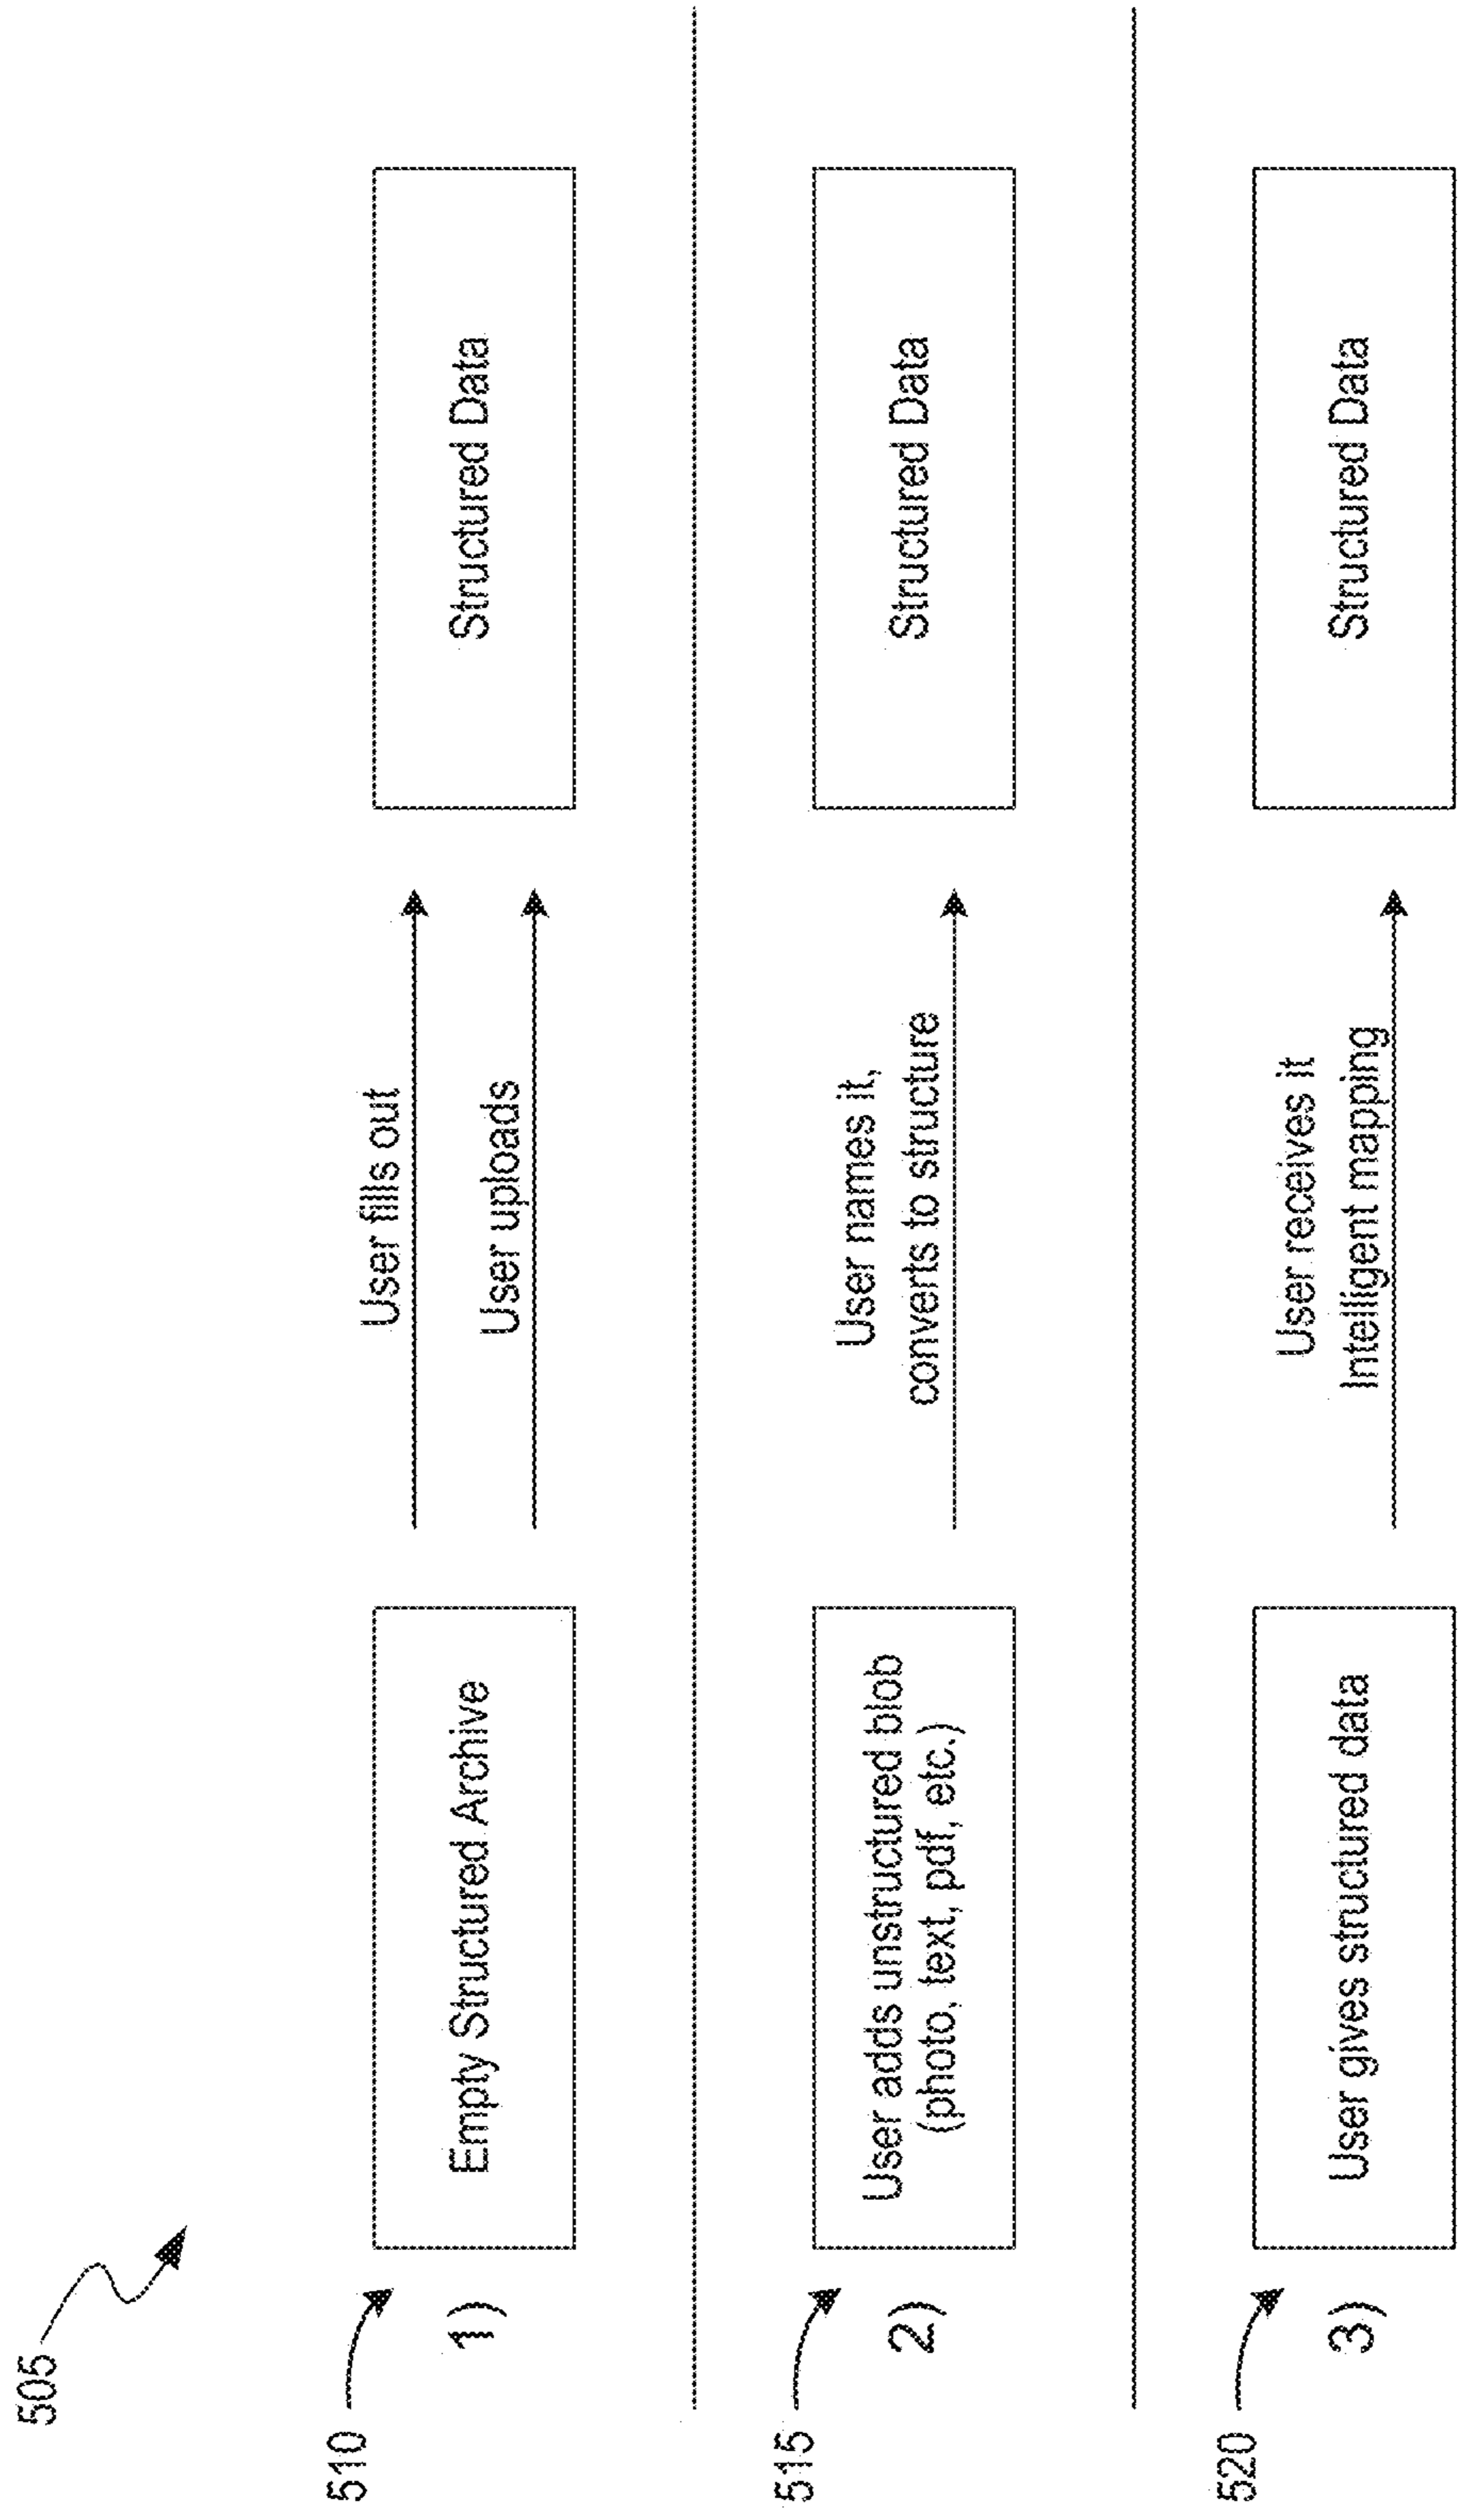 505
510
1)
Empty Structured Archive
User fills out
User uploads
Structured Data
515
2)
User adds unstructured blob
(photo, text, pdf, etc.)
User names it,
converts to structure
Structured Data
520
3)
User gives structured data
User receives it
Intelligent mapping
Structured Data